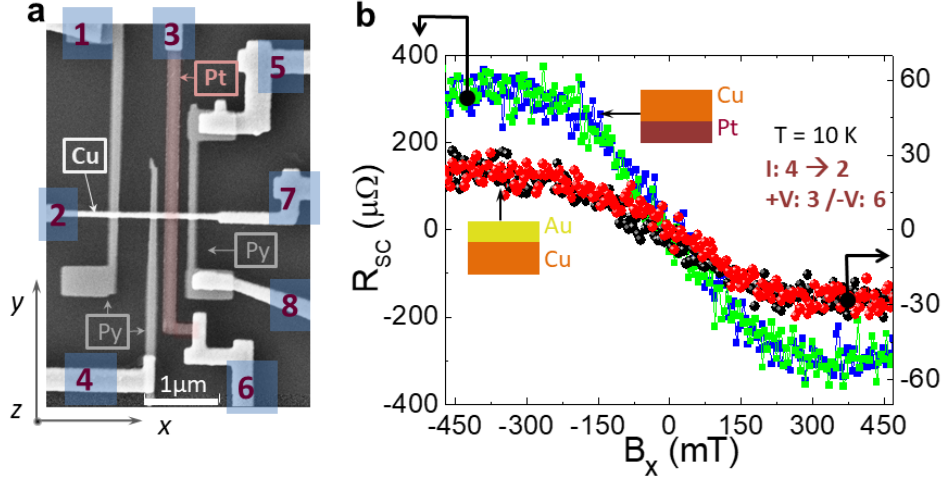 a
1
3
Pt
5
Cu
2
7
Py
8
Py
4
1μm
6
y
z
x
b
400
200
0
-200
-400
R_SC (μΩ)
60
30
0
-30
-60
Cu
Pt
T = 10 K
I: 4 → 2
+V: 3 /-V: 6
Au
Cu
-450 -300 -150 0 150 300 450
B_x (mT)